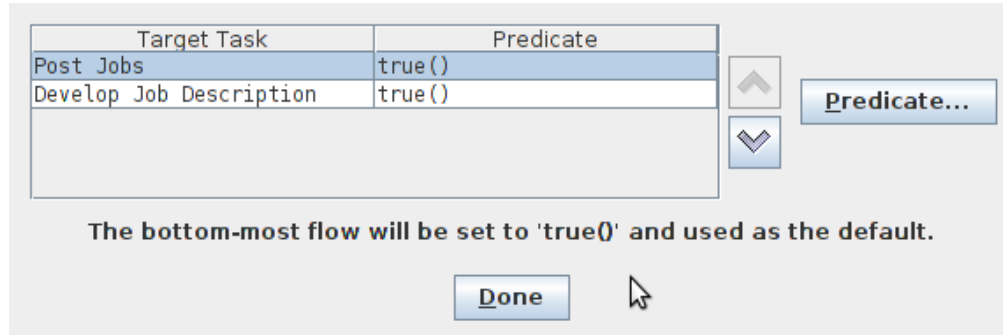 Target Task Predicate
Post Jobs true()
Develop Job Description true()
Predicate...
The bottom-most flow will be set to 'true()' and used as the default.
Done